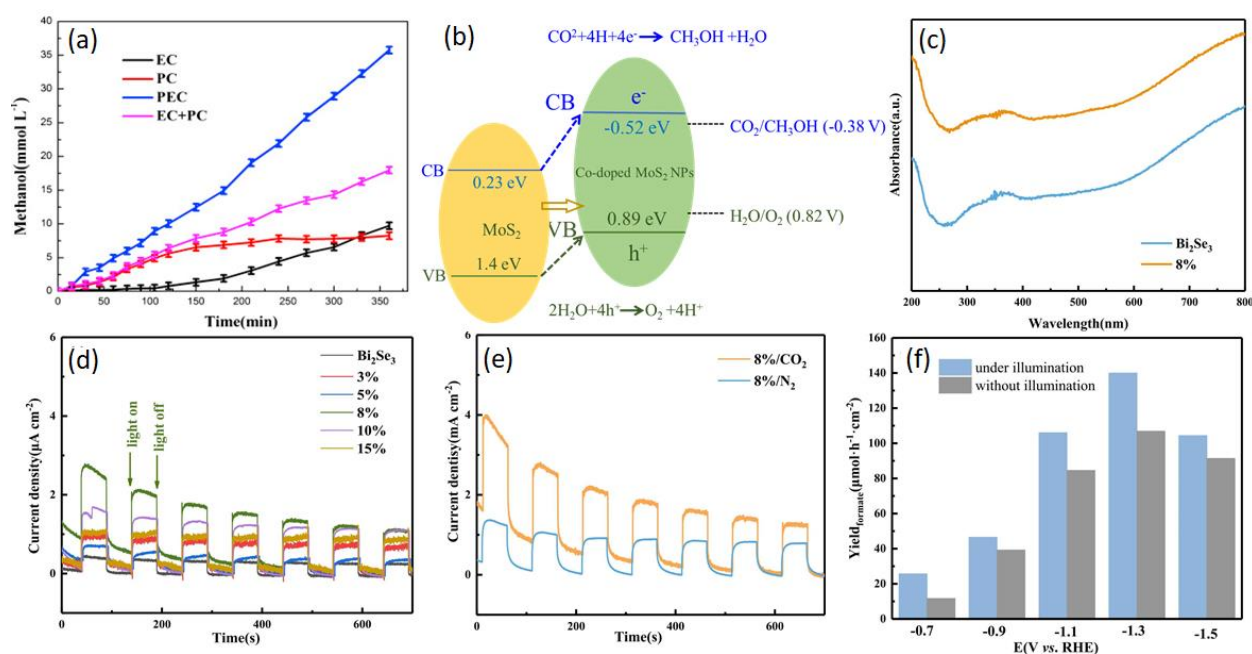 (a)
EC
PC
PEC
EC+PC
Methanol(mmol L⁻¹)
40
35
30
25
20
15
10
5
0
0 50 100 150 200 250 300 350
Time(min)
(b)
CO²+4H+4e⁻→CH₃OH +H₂O
CB
e⁻
-0.52 eV
CO₂/CH₃OH (-0.38 V)
CB
0.23 eV
Co-doped MoS₂ NPs
MoS₂
0.89 eV
H₂O/O₂ (0.82 V)
VB
h⁺
VB
1.4 eV
2H₂O+4h⁺→O₂ +4H⁺
(c)
Absorbance(a.u.)
Bi₂Se₃
8%
200 300 400 500 600 700 800
Wavelength(nm)
(d)
Bi₂Se₃
3%
5%
8%
10%
15%
light on
light off
Current density(μA cm⁻²)
6
4
2
0
0 200 400 600
Time(s)
(e)
8%/CO₂
8%/N₂
Current dentisy(mA cm⁻²)
6
4
2
0
0 200 400 600
Time(s)
(f)
under illumination
without illumination
Yield formate(μmol·h⁻¹·cm⁻²)
160
140
120
100
80
60
40
20
0
-0.7 -0.9 -1.1 -1.3 -1.5
E(V vs. RHE)